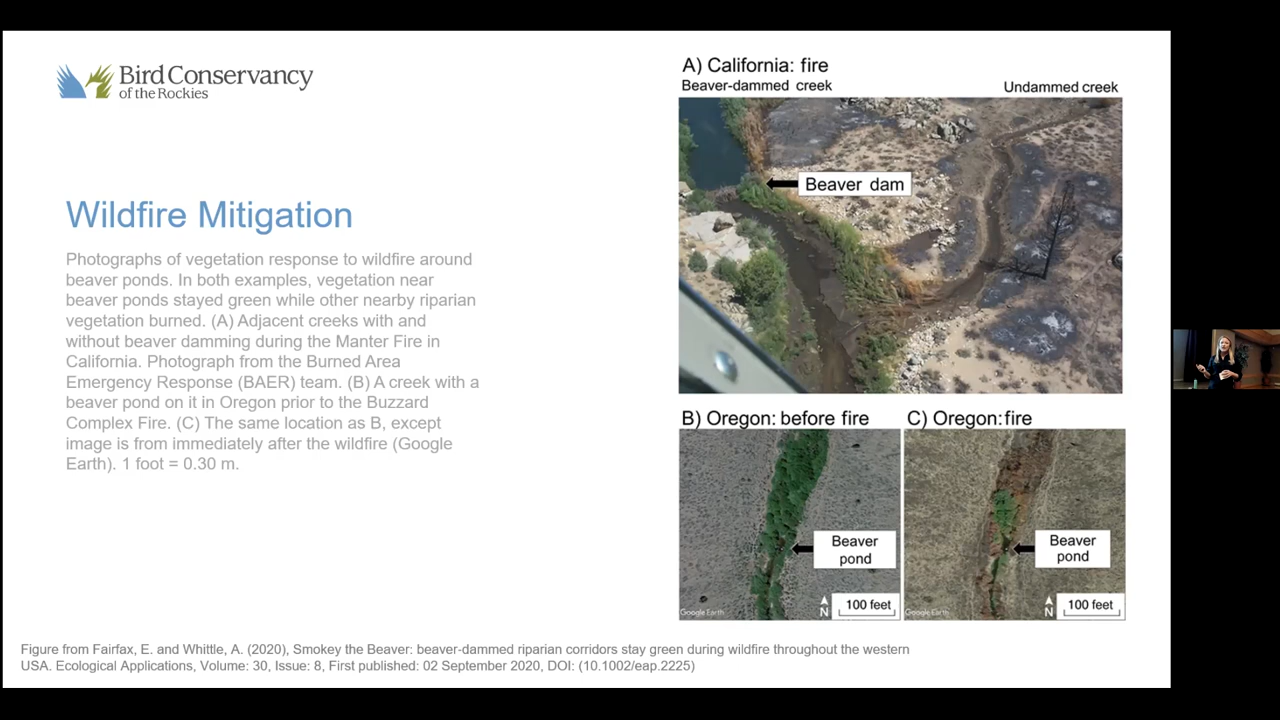 Bird Conservancy
of the Rockies
Wildfire Mitigation
Photographs of vegetation response to wildfire around
beaver ponds. In both examples, vegetation near
beaver ponds stayed green while other nearby riparian
vegetation burned. (A) Adjacent creeks with and
without beaver damming during the Manter Fire in
California. Photograph from the Burned Area
Emergency Response (BAER) team. (B) A creek with a
beaver pond on it in Oregon prior to the Buzzard
Complex Fire. (C) The same location as B, except
image is from immediately after the wildfire (Google
Earth). 1 foot = 0.30 m.
A) California: fire
Beaver-dammed creek
Undammed creek
Beaver dam
B) Oregon: before fire
Beaver
pond
Google Earth
N
100 feet
C) Oregon: fire
Beaver
pond
Google Earth
N
100 feet
Figure from Fairfax, E. and Whittle, A. (2020), Smokey the Beaver: beaver-dammed riparian corridors stay green during wildfire throughout the western
USA. Ecological Applications, Volume: 30, Issue: 8, First published: 02 September 2020, DOI: (10.1002/eap.2225)